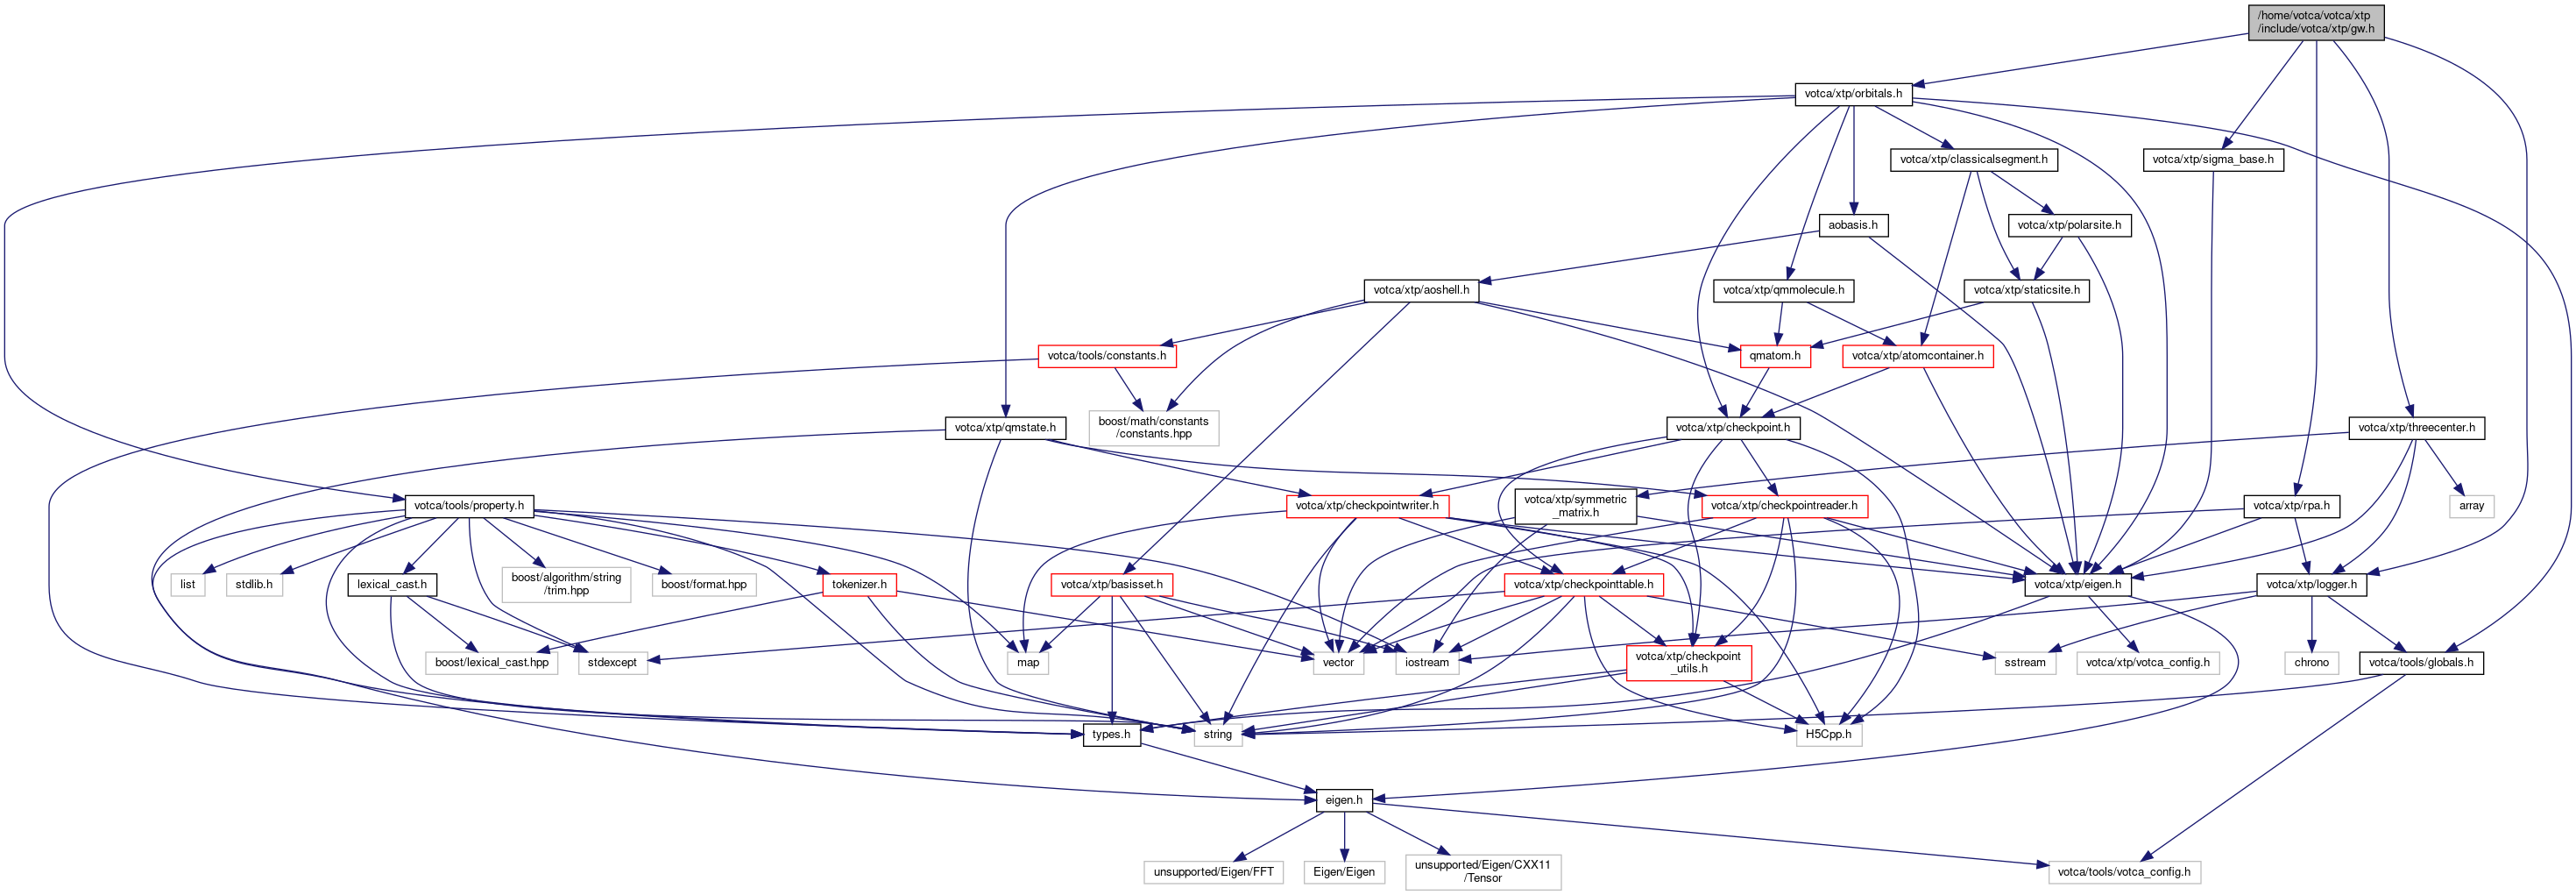 /home/votca/votca/xtp
/include/votca/xtp/gw.h
votca/xtp/orbitals.h
votca/xtp/classicalsegment.h
votca/xtp/sigma_base.h
aobasis.h
votca/xtp/polarsite.h
votca/xtp/aoshell.h
votca/xtp/qmmolecule.h
votca/xtp/staticsite.h
votca/tools/constants.h
qmatom.h
votca/xtp/atomcontainer.h
boost/math/constants
/constants.hpp
votca/xtp/qmstate.h
votca/xtp/checkpoint.h
votca/xtp/threecenter.h
votca/tools/property.h
votca/xtp/checkpointwriter.h
votca/xtp/symmetric
_matrix.h
votca/xtp/checkpointreader.h
votca/xtp/rpa.h
array
list
stdlib.h
lexical_cast.h
boost/algorithm/string
/trim.hpp
boost/format.hpp
tokenizer.h
votca/xtp/basisset.h
votca/xtp/checkpointtable.h
votca/xtp/eigen.h
votca/xtp/logger.h
boost/lexical_cast.hpp
stdexcept
map
vector
iostream
votca/xtp/checkpoint
_utils.h
sstream
votca/xtp/votca_config.h
chrono
votca/tools/globals.h
types.h
string
H5Cpp.h
eigen.h
unsupported/Eigen/FFT
Eigen/Eigen
unsupported/Eigen/CXX11
/Tensor
votca/tools/votca_config.h